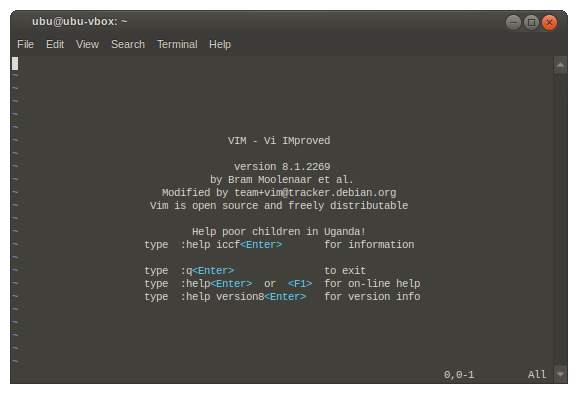 ubu@ubu-vbox: ~
File Edit View Search Terminal Help
~
~
~
~
~
~ VIM - Vi IMproved
~
~ version 8.1.2269
~ by Bram Moolenaar et al.
~ Modified by team+vim@tracker.debian.org
~ Vim is open source and freely distributable
~
~ Help poor children in Uganda!
~ type :help iccf<Enter> for information
~
~ type :q<Enter> to exit
~ type :help<Enter> or <F1> for on-line help
~ type :help version8<Enter> for version info
~
~
~
~
~
0,0-1 All